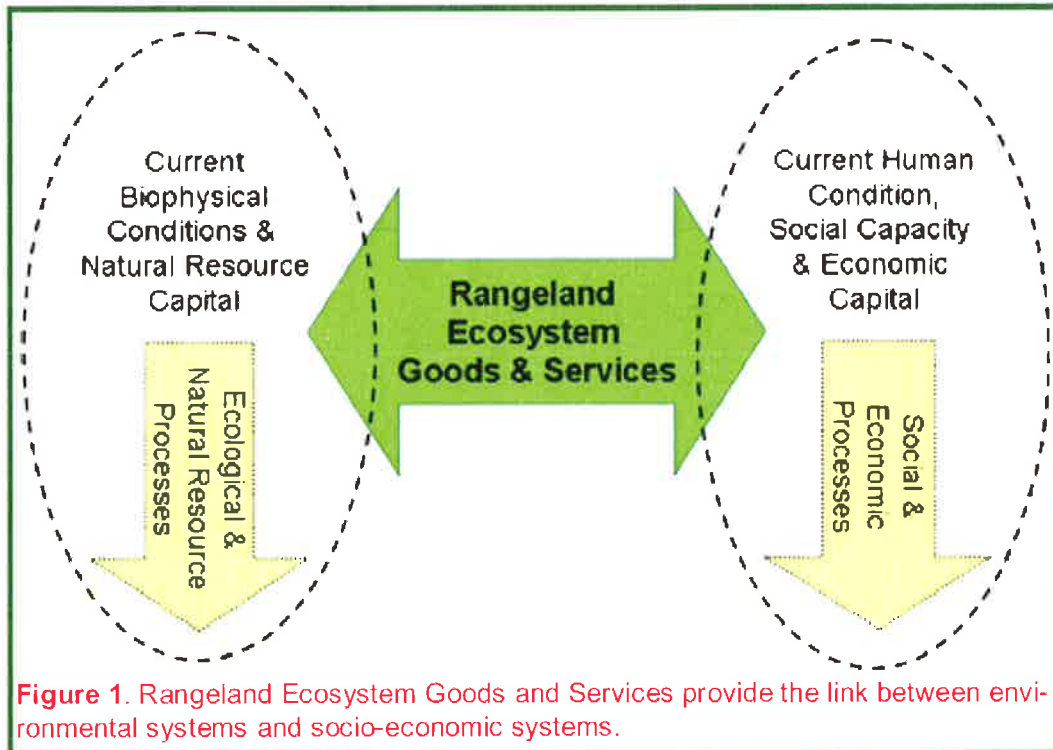 Current
Biophysical
Conditions &
Natural Resource
Capital
Ecological &
Natural Resource
Processes
Rangeland
Ecosystem
Goods & Services
Current Human
Condition,
Social Capacity
& Economic
Capital
Social &
Economic
Processes
Figure 1. Rangeland Ecosystem Goods and Services provide the link between envi-
ronmental systems and socio-economic systems.